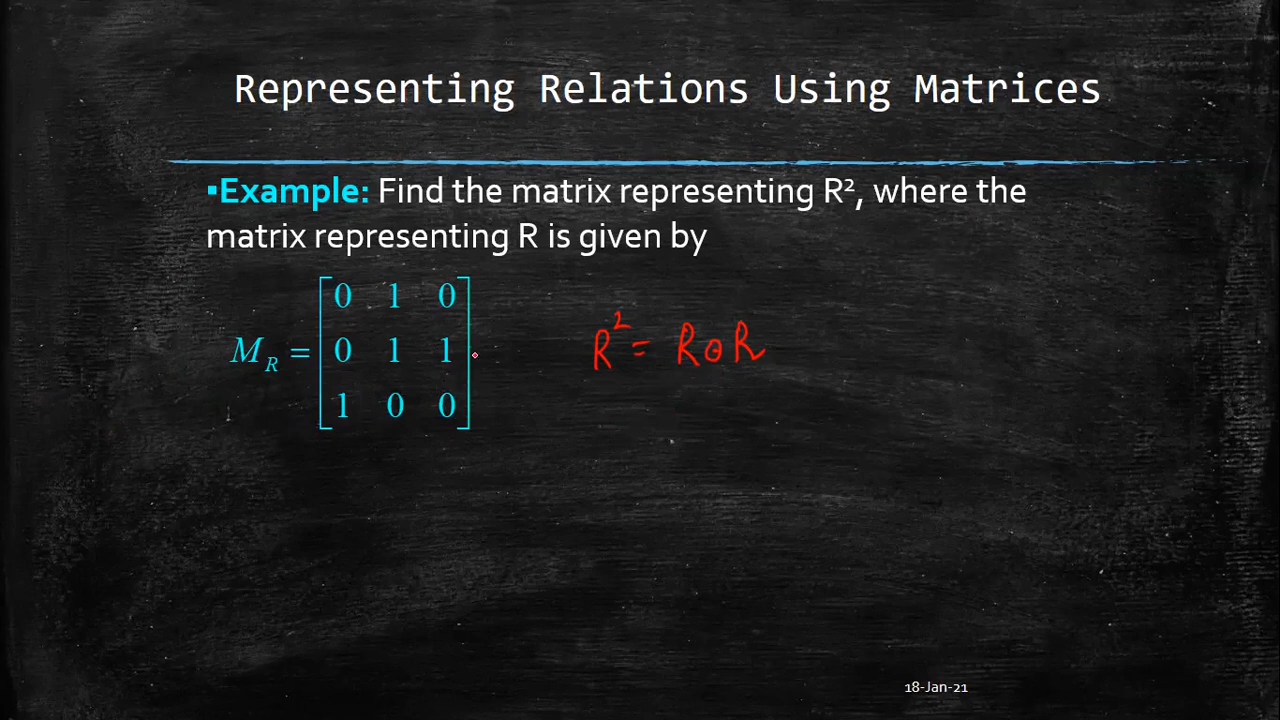 Representing Relations Using Matrices
▪Example: Find the matrix representing R², where the
matrix representing R is given by
0 1 0
M_R = 0 1 1
1 0 0
R² = R⊙R
18-Jan-21